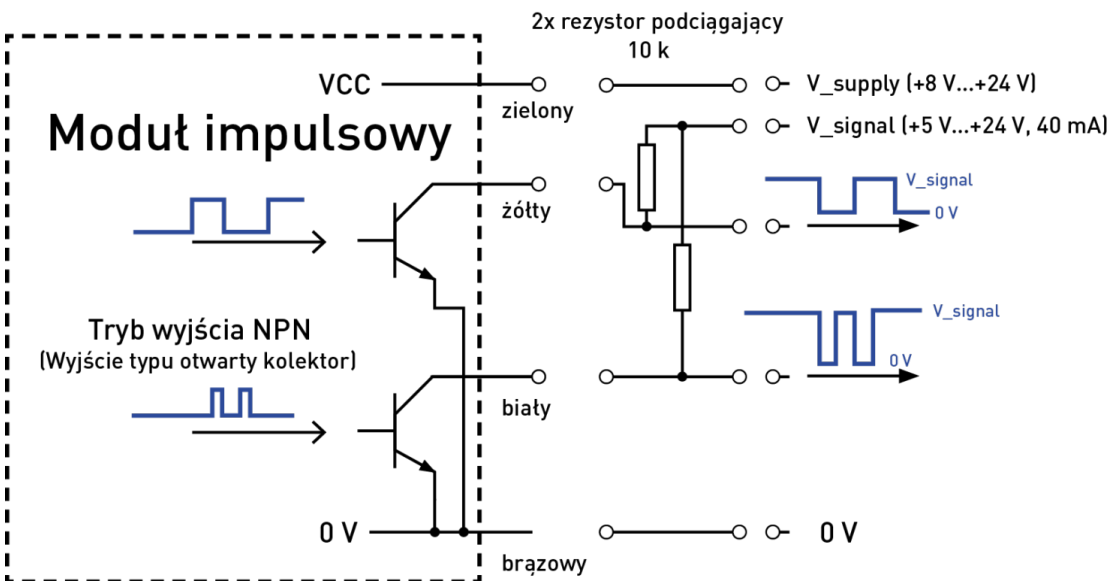 2x rezystor podciągający
10 k
VCC
zielony
V_supply (+8 V...+24 V)
V_signal (+5 V...+24 V, 40 mA)
Moduł impulsowy
żółty
V_signal
0 V
Tryb wyjścia NPN
(Wyjście typu otwarty kolektor)
V_signal
0 V
biały
0 V
0 V
brązowy